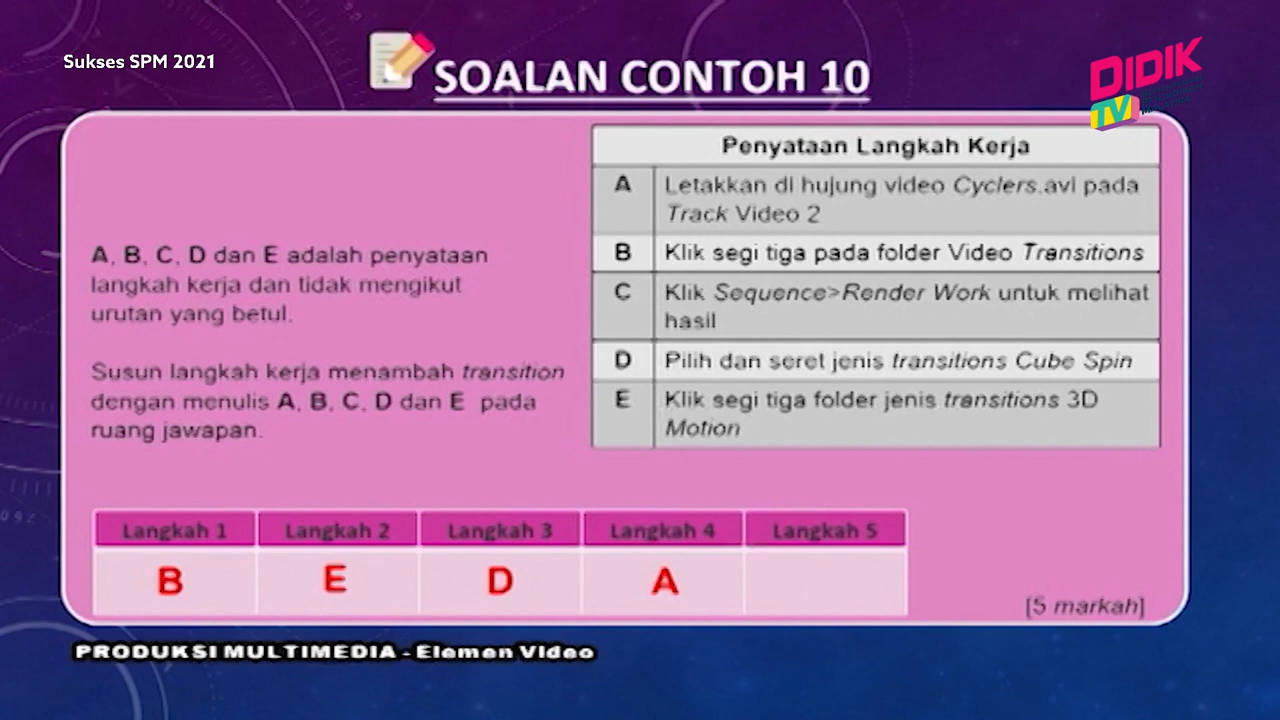 Sukses SPM 2021
SOALAN CONTOH 10
DIDIK
TV
A, B, C, D dan E adalah penyataan
langkah kerja dan tidak mengikut
urutan yang betul.
Susun langkah kerja menambah transition
dengan menulis A, B, C, D dan E pada
ruang jawapan.
Penyataan Langkah Kerja
A Letakkan di hujung video Cyclers.avi pada
Track Video 2
B Klik segi tiga pada folder Video Transitions
C Klik Sequence>Render Work untuk melihat
hasil
D Pilih dan seret jenis transitions Cube Spin
E Klik segi tiga folder jenis transitions 3D
Motion
Langkah 1 Langkah 2 Langkah 3 Langkah 4 Langkah 5
B E D A
[5 markah]
PRODUKSI MULTIMEDIA - Elemen Video